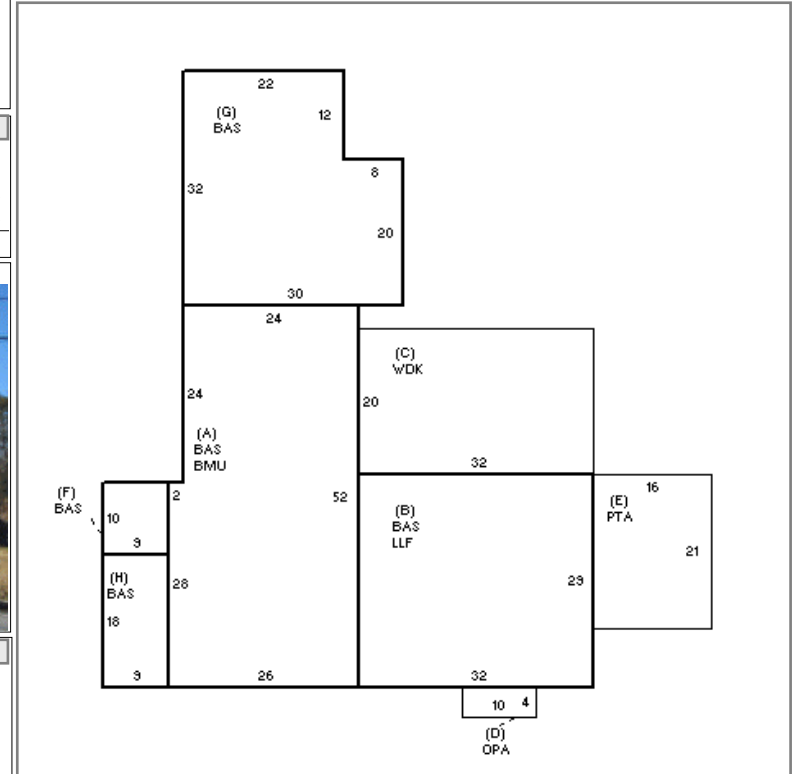 22
(G)
BAS
12
8
32
20
30
24
(C)
WDK
24
20
(A)
BAS
BMU
32
(F)
BAS
2
52
16
(E)
PTA
(B)
BAS
LLF
10
9
21
(H)
BAS
28
29
18
9
26
32
10
4
(D)
OPA